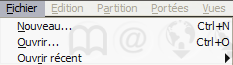 Fichier Edition Partition Portées Vues
Nouveau... Ctrl+N
Ouvrir... Ctrl+O
Ouvrir récent